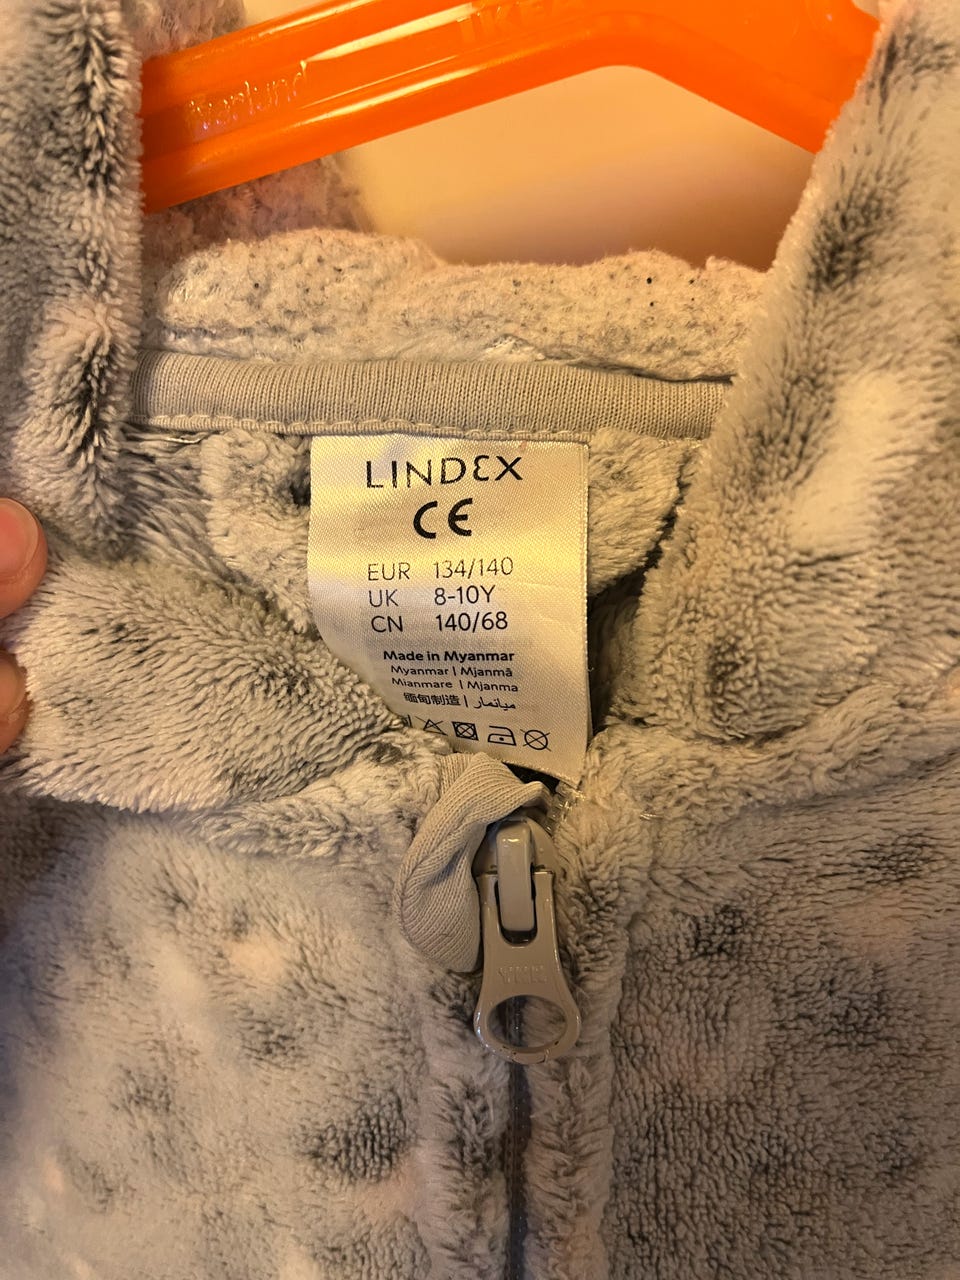 IKEA
LINDEX
CE
EUR 134/140
UK 8-10Y
CN 140/68
Made in Myanmar
Myanmar | Mjanmā
Mianmare | Mjanma
缅甸制造 | ميانمار